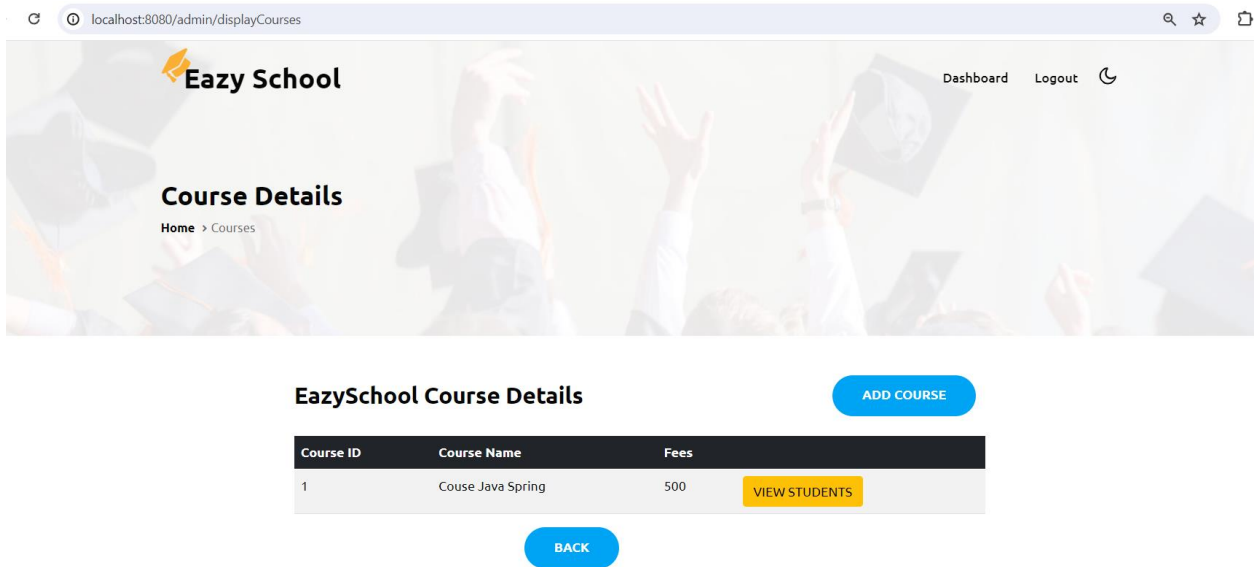 localhost:8080/admin/displayCourses
Eazy School
Dashboard Logout
Course Details
Home > Courses
EazySchool Course Details
ADD COURSE
Course ID Course Name Fees
1 Couse Java Spring 500 VIEW STUDENTS
BACK